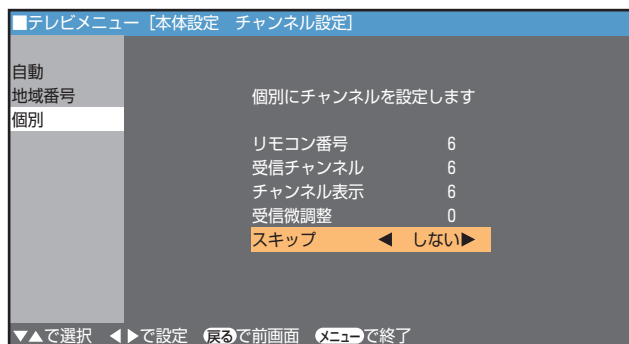 ■テレビメニュー［本体設定　チャンネル設定］
自動
地域番号
個別
個別にチャンネルを設定します
リモコン番号 6
受信チャンネル 6
チャンネル表示 6
受信微調整 0
スキップ ◀ しない▶
▼▲で選択 ◀▶で設定 戻るで前画面 メニューで終了